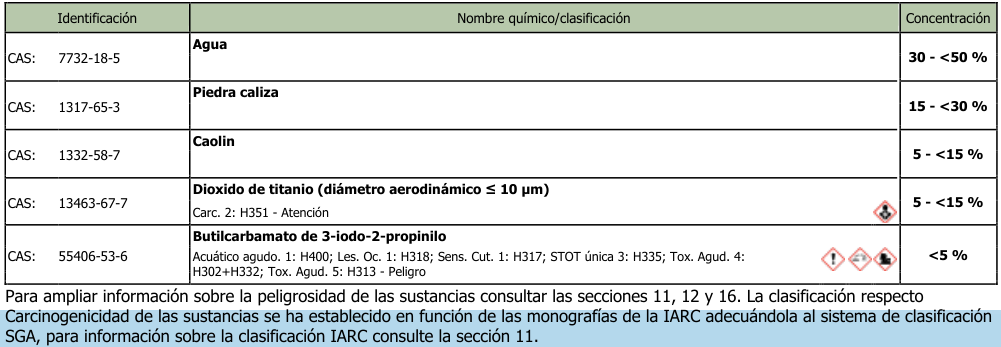 Identificación Nombre químico/clasificación Concentración
Agua
CAS: 7732-18-5 30 - <50 %
Piedra caliza
CAS: 1317-65-3 15 - <30 %
Caolin
CAS: 1332-58-7 5 - <15 %
Dioxido de titanio (diámetro aerodinámico ≤ 10 μm)
CAS: 13463-67-7 5 - <15 %
Carc. 2: H351 - Atención
Butilcarbamato de 3-iodo-2-propinilo
CAS: 55406-53-6 <5 %
Acuático agudo. 1: H400; Les. Oc. 1: H318; Sens. Cut. 1: H317; STOT única 3: H335; Tox. Agud. 4:
H302+H332; Tox. Agud. 5: H313 - Peligro
Para ampliar información sobre la peligrosidad de las sustancias consultar las secciones 11, 12 y 16. La clasificación respecto
Carcinogenicidad de las sustancias se ha establecido en función de las monografías de la IARC adecuándola al sistema de clasificación
SGA, para información sobre la clasificación IARC consulte la sección 11.